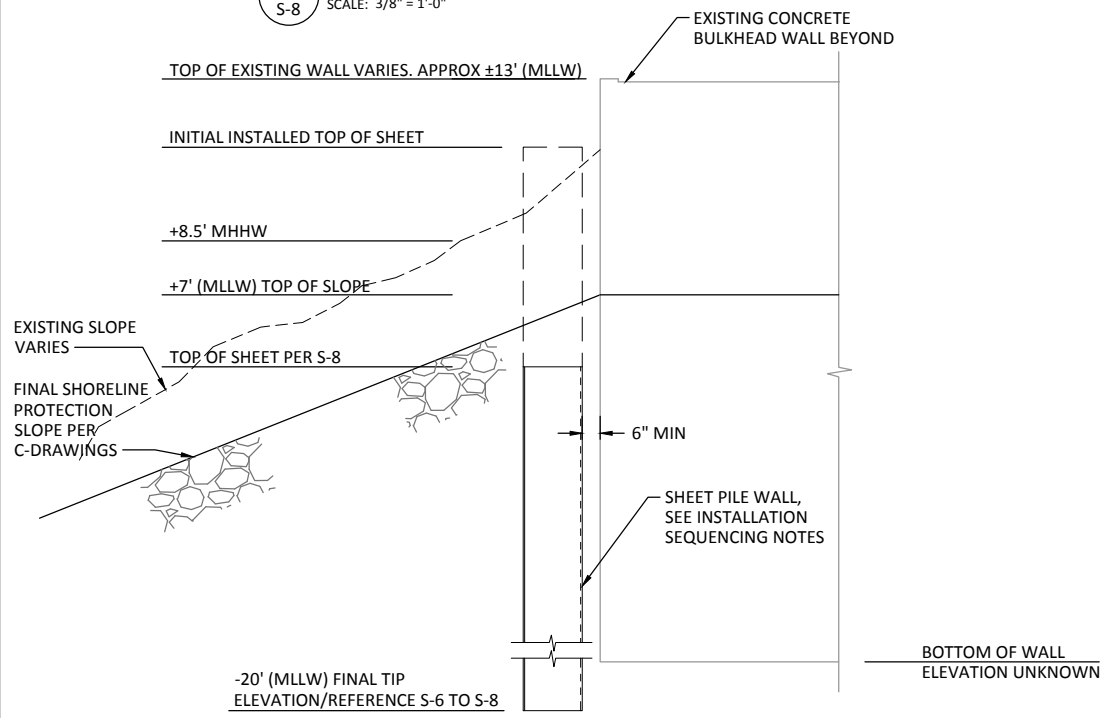 S-8
SCALE: 3/8" = 1'-0"
EXISTING CONCRETE
BULKHEAD WALL BEYOND
TOP OF EXISTING WALL VARIES. APPROX ±13' (MLLW)
INITIAL INSTALLED TOP OF SHEET
+8.5' MHHW
+7' (MLLW) TOP OF SLOPE
EXISTING SLOPE
VARIES
TOP OF SHEET PER S-8
FINAL SHORELINE
PROTECTION
SLOPE PER
C-DRAWINGS
6" MIN
SHEET PILE WALL,
SEE INSTALLATION
SEQUENCING NOTES
BOTTOM OF WALL
ELEVATION UNKNOWN
-20' (MLLW) FINAL TIP
ELEVATION/REFERENCE S-6 TO S-8